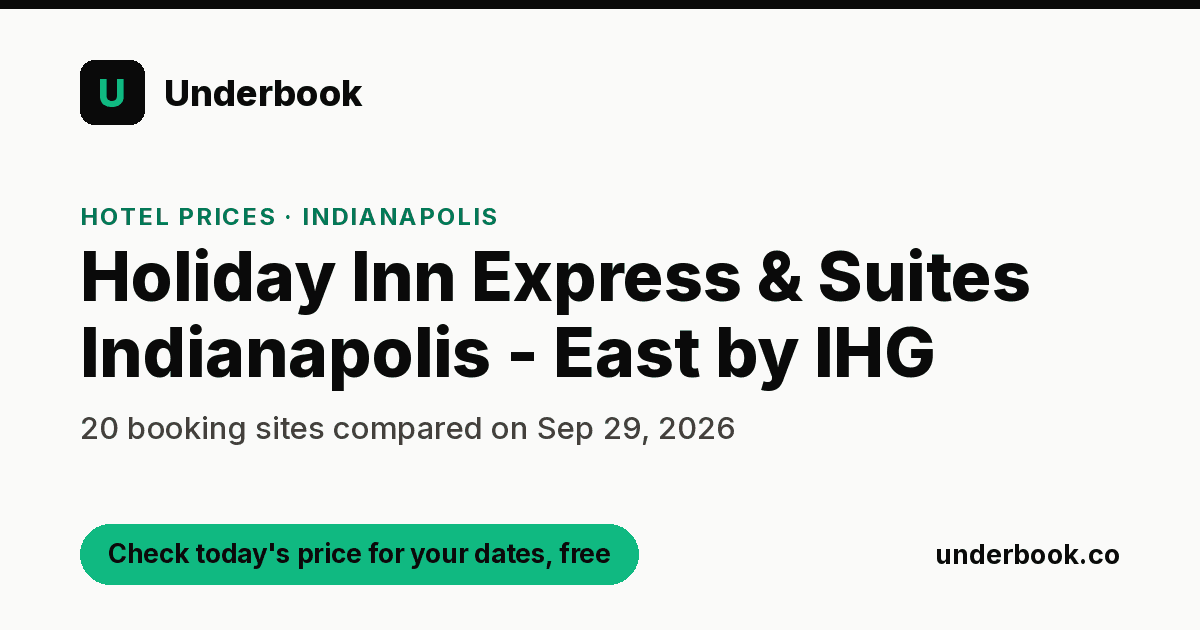 U Underbook
HOTEL PRICES · INDIANAPOLIS
Holiday Inn Express & Suites
Indianapolis - East by IHG
20 booking sites compared on Sep 29, 2026
Check today's price for your dates, free
underbook.co